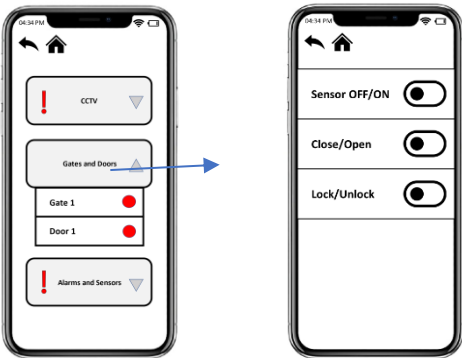 04:34 PM
CCTV
Gates and Doors
Gate 1
Door 1
Alarms and Sensors
04:34 PM
Sensor OFF/ON
Close/Open
Lock/Unlock